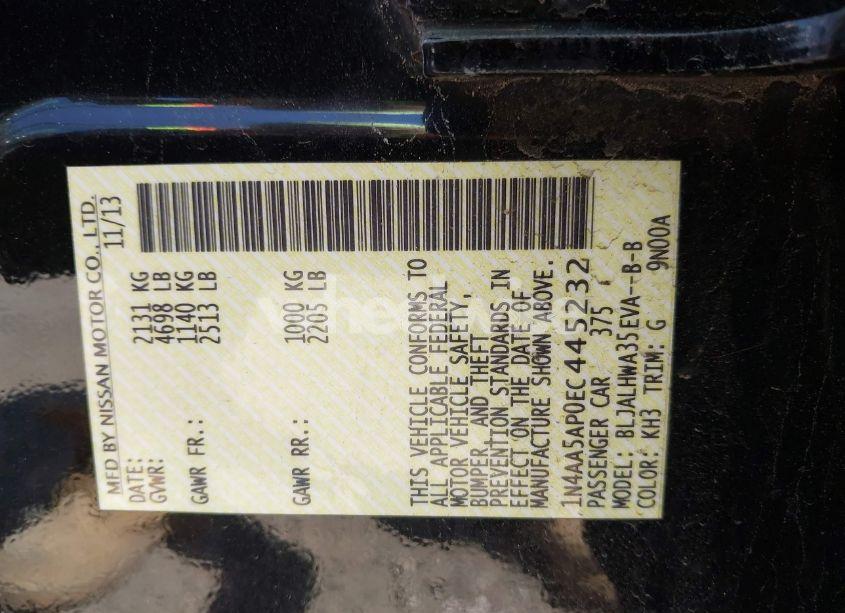 MFD BY NISSAN MOTOR CO., LTD.
DATE: 11/13
GVWR: 2131 KG
4698 LB
GAWR FR.: 1140 KG
2513 LB
GAWR RR.: 1000 KG
2205 LB
THIS VEHICLE CONFORMS TO
ALL APPLICABLE FEDERAL
MOTOR VEHICLE SAFETY,
BUMPER, AND THEFT
PREVENTION STANDARDS IN
EFFECT ON THE DATE OF
MANUFACTURE SHOWN ABOVE.
1N4AA5AP0EC445232
PASSENGER CAR 375
MODEL: BLJALHWA35EVA--B-B
COLOR: KH3 TRIM: G 9N00A